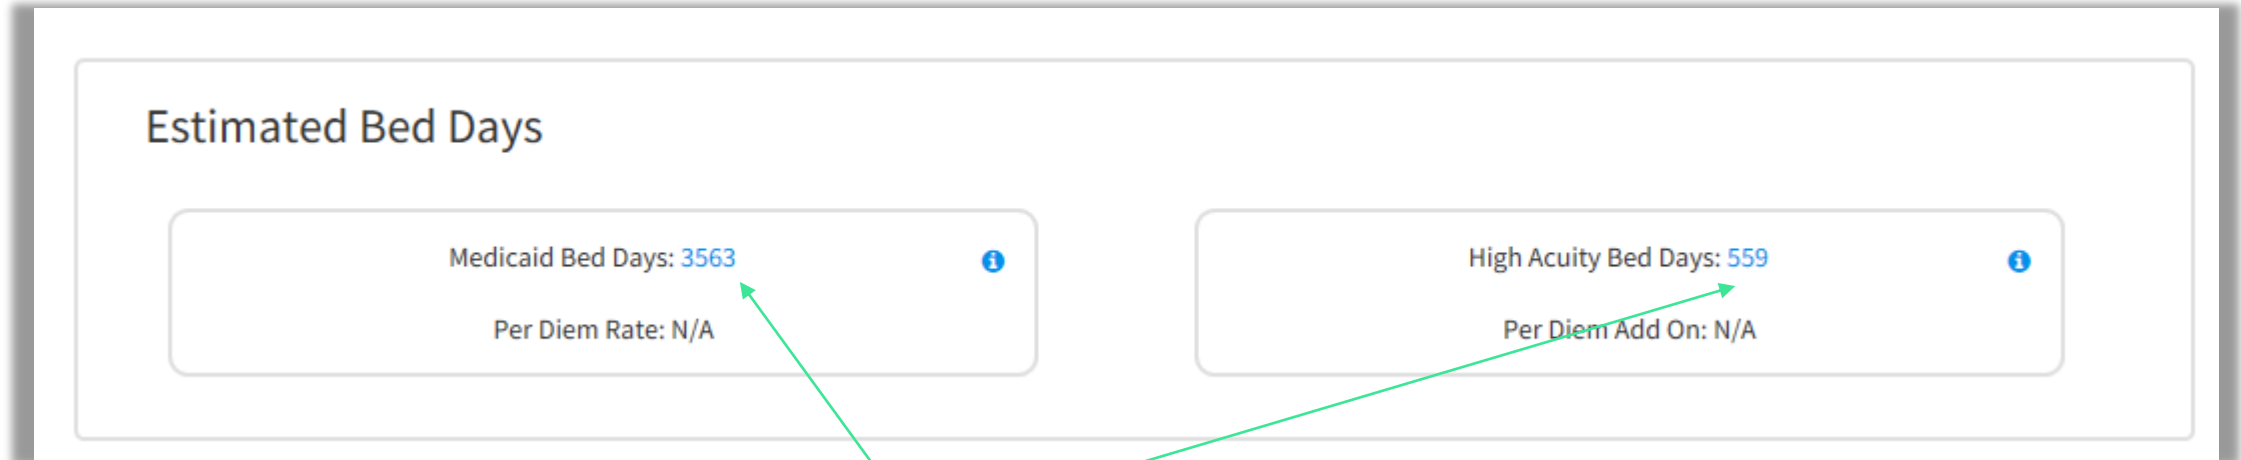 Estimated Bed Days
Medicaid Bed Days: 3563
Per Diem Rate: N/A
High Acuity Bed Days: 559
Per Diem Add On: N/A